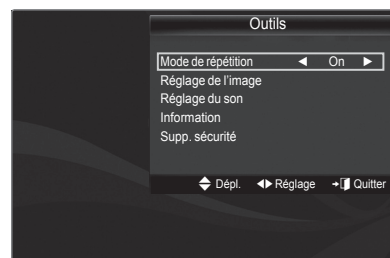 Outils
Mode de répétition ◀ On ▶
Réglage de l'image
Réglage du son
Information
Supp. sécurité
Dépl. Réglage Quitter